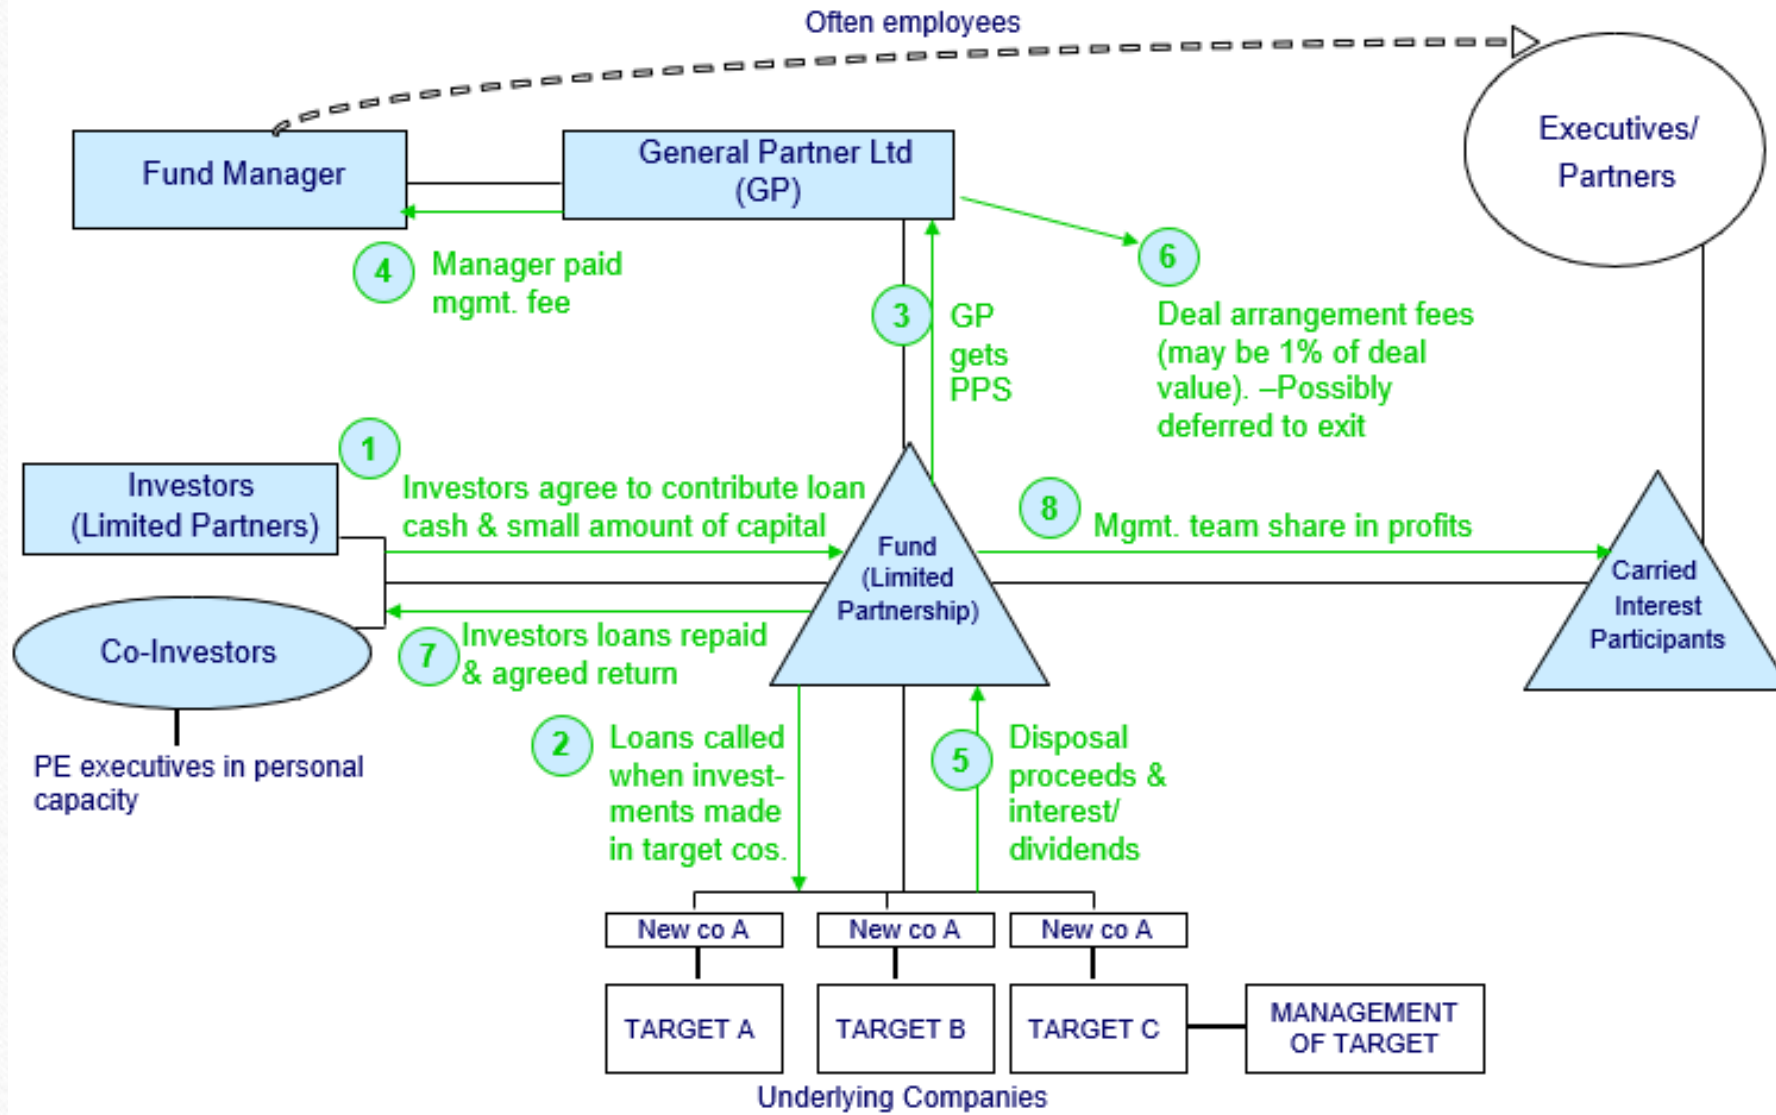 Often employees
Executives/
Partners
Fund Manager
General Partner Ltd
(GP)
4
Manager paid
mgmt. fee
3
GP
gets
PPS
6
Deal arrangement fees
(may be 1% of deal
value). –Possibly
deferred to exit
1
Investors
(Limited Partners)
Investors agree to contribute loan
cash & small amount of capital
8
Mgmt. team share in profits
Fund
(Limited
Partnership)
Carried
Interest
Participants
Co-Investors
7
Investors loans repaid
& agreed return
PE executives in personal
capacity
2
Loans called
when invest-
ments made
in target cos.
5
Disposal
proceeds &
interest/
dividends
New co A
New co A
New co A
TARGET A
TARGET B
TARGET C
MANAGEMENT
OF TARGET
Underlying Companies